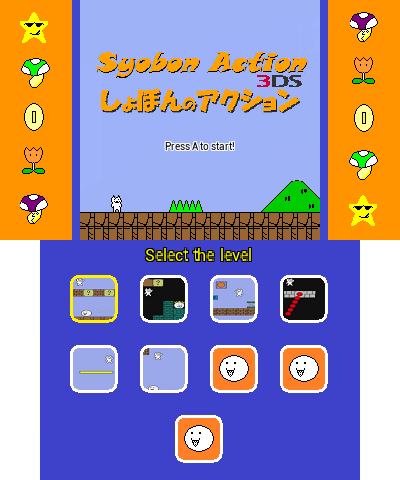 Syobon Action
3DS
しょぼんのアクション
Press A to start!
Select the level